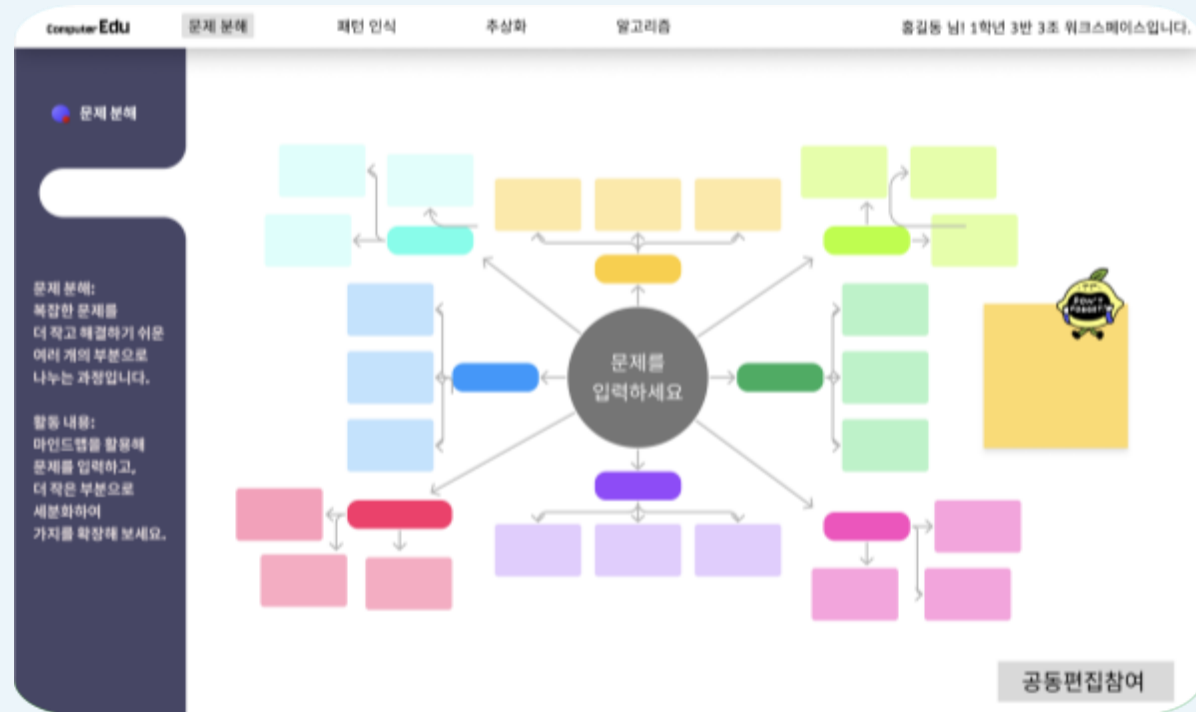 Computer Edu
문제 분해
패턴 인식
추상화
알고리즘
홍길동 님! 1학년 3반 3조 워크스페이스입니다.
문제 분해
문제 분해:
복잡한 문제를
더 작고 해결하기 쉬운
여러 개의 부분으로
나누는 과정입니다.
활동 내용:
마인드맵을 활용해
문제를 입력하고,
더 작은 부분으로
세분화하여
가지를 확장해 보세요.
문제를
입력하세요
DON'T
FORGET!
공동편집참여